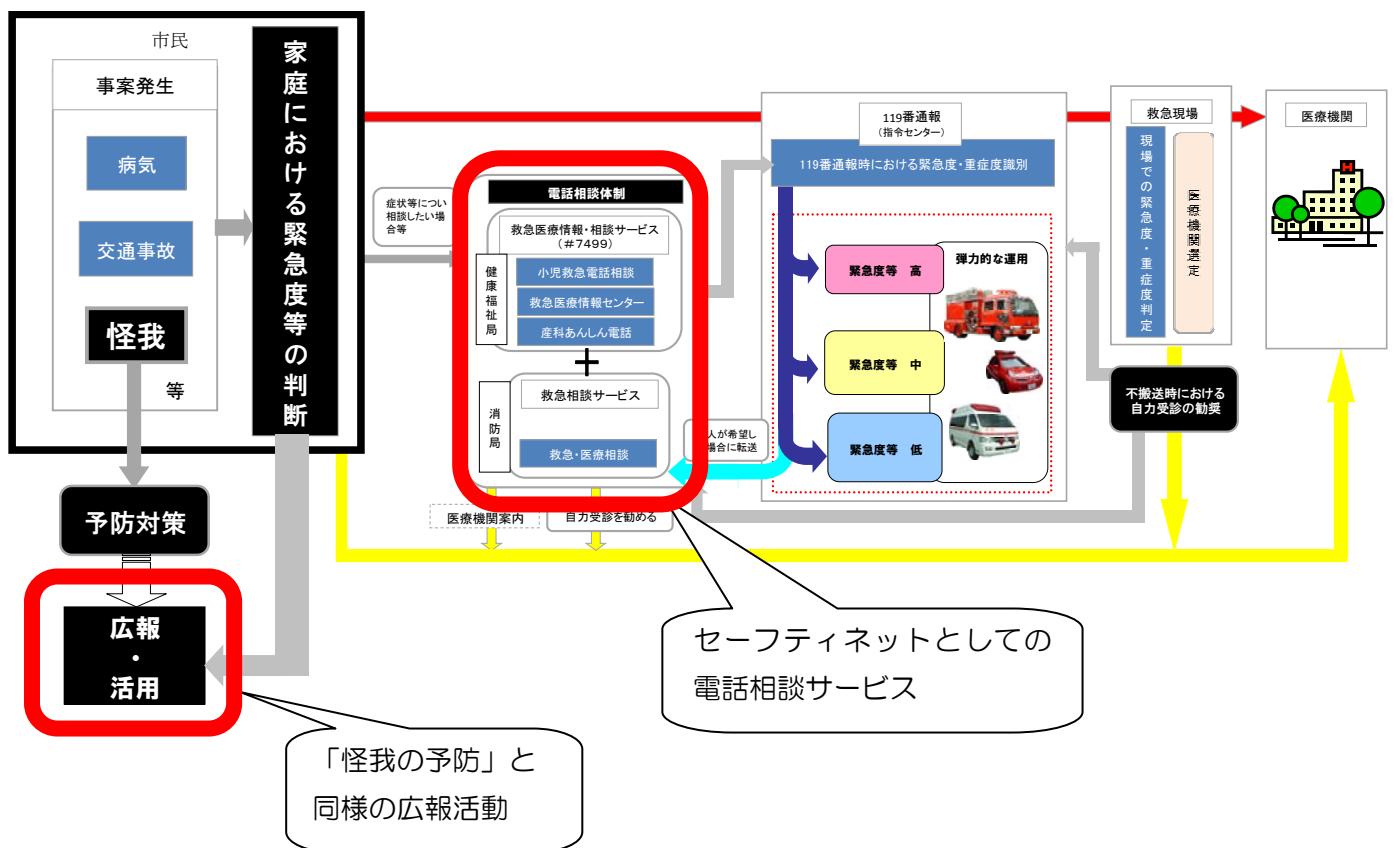 市民
事案発生
病気
交通事故
怪我
等
家庭における緊急度等の判断
予防対策
広報
・
活用
「怪我の予防」と
同様の広報活動
症状等につい
相談したい場
合等
電話相談体制
救急医療情報・相談サービス
(#7499)
健康福祉局
小児救急電話相談
救急医療情報センター
産科あんしん電話
+
救急相談サービス
消防局
救急・医療相談
医療機関案内
自力受診を勧める
人が希望し
場合に転送
セーフティネットとしての
電話相談サービス
119番通報
(指令センター)
119番通報時における緊急度・重症度識別
緊急度等 高
緊急度等 中
緊急度等 低
弾力的な運用
救急現場
現場での緊急度・重症度判定
医療機関選定
不搬送時における
自力受診の勧奨
医療機関